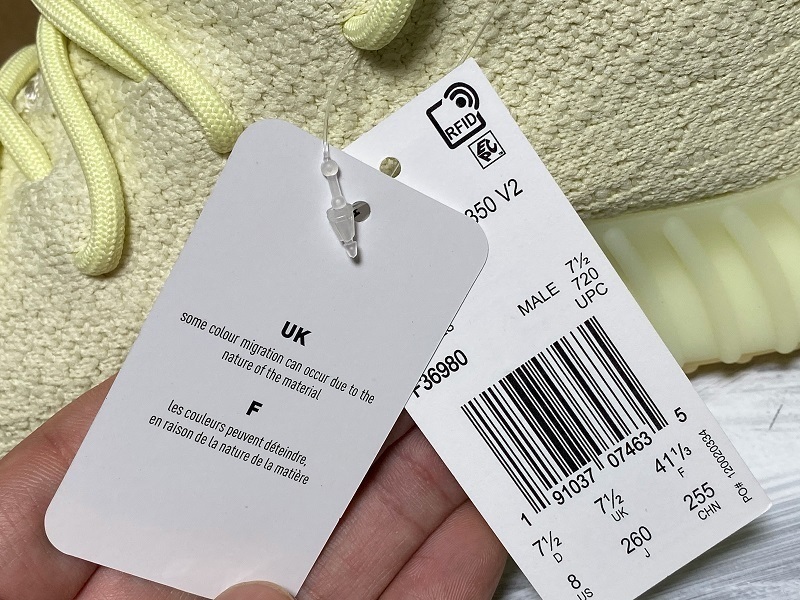 UK
some colour migration can occur due to the
nature of the material
F
les couleurs peuvent déteindre,
en raison de la nature de la matière
RFID
EPC
350 V2
7½
MALE 720
UPC
F36980
1 91037 07463 5
7½ D
7½ UK
41⅓ F
8 US
260 J
255 CHN
PO# 120020334